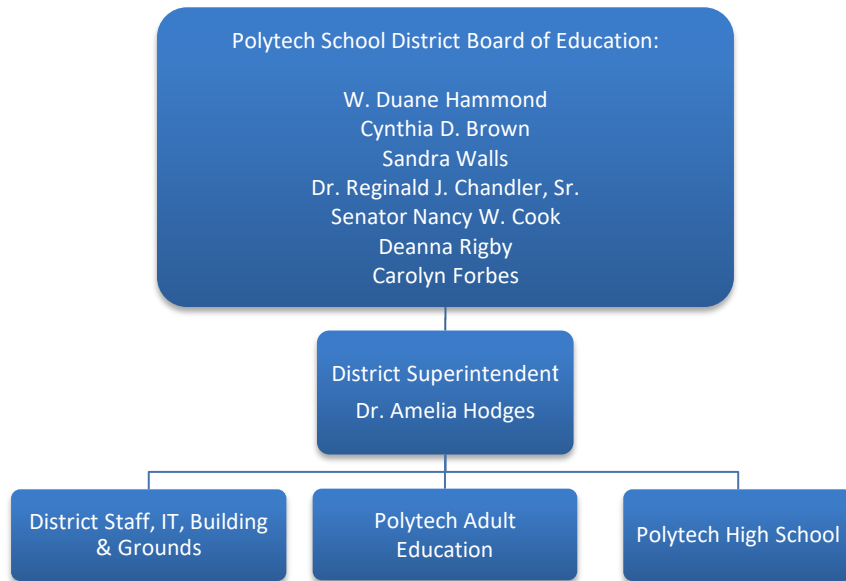 Polytech School District Board of Education:
W. Duane Hammond
Cynthia D. Brown
Sandra Walls
Dr. Reginald J. Chandler, Sr.
Senator Nancy W. Cook
Deanna Rigby
Carolyn Forbes
District Superintendent
Dr. Amelia Hodges
District Staff, IT, Building
& Grounds
Polytech Adult
Education
Polytech High School